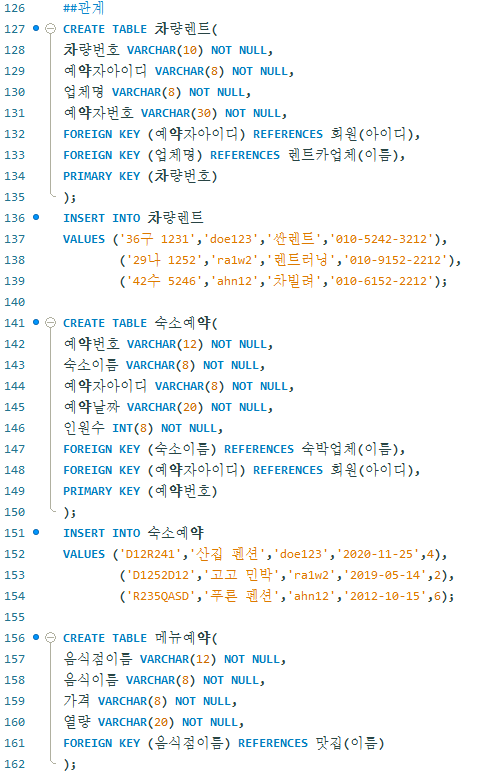 126 ##관계
127 CREATE TABLE 차량렌트(
128 차량번호 VARCHAR(10) NOT NULL,
129 예약자아이디 VARCHAR(8) NOT NULL,
130 업체명 VARCHAR(8) NOT NULL,
131 예약자번호 VARCHAR(30) NOT NULL,
132 FOREIGN KEY (예약자아이디) REFERENCES 회원(아이디),
133 FOREIGN KEY (업체명) REFERENCES 렌트카업체(이름),
134 PRIMARY KEY (차량번호)
135 );
136 INSERT INTO 차량렌트
137 VALUES ('36구 1231','doe123','싼렌트','010-5242-3212'),
138 ('29나 1252','ra1w2','렌트러닝','010-9152-2212'),
139 ('42수 5246','ahn12','차빌려','010-6152-2212');
140
141 CREATE TABLE 숙소예약(
142 예약번호 VARCHAR(12) NOT NULL,
143 숙소이름 VARCHAR(8) NOT NULL,
144 예약자아이디 VARCHAR(8) NOT NULL,
145 예약날짜 VARCHAR(20) NOT NULL,
146 인원수 INT(8) NOT NULL,
147 FOREIGN KEY (숙소이름) REFERENCES 숙박업체(이름),
148 FOREIGN KEY (예약자아이디) REFERENCES 회원(아이디),
149 PRIMARY KEY (예약번호)
150 );
151 INSERT INTO 숙소예약
152 VALUES ('D12R241','산집 펜션','doe123','2020-11-25',4),
153 ('D1252D12','고고 민박','ra1w2','2019-05-14',2),
154 ('R235QASD','푸른 펜션','ahn12','2012-10-15',6);
155
156 CREATE TABLE 메뉴예약(
157 음식점이름 VARCHAR(12) NOT NULL,
158 음식이름 VARCHAR(8) NOT NULL,
159 가격 VARCHAR(8) NOT NULL,
160 열량 VARCHAR(20) NOT NULL,
161 FOREIGN KEY (음식점이름) REFERENCES 맛집(이름)
162 );